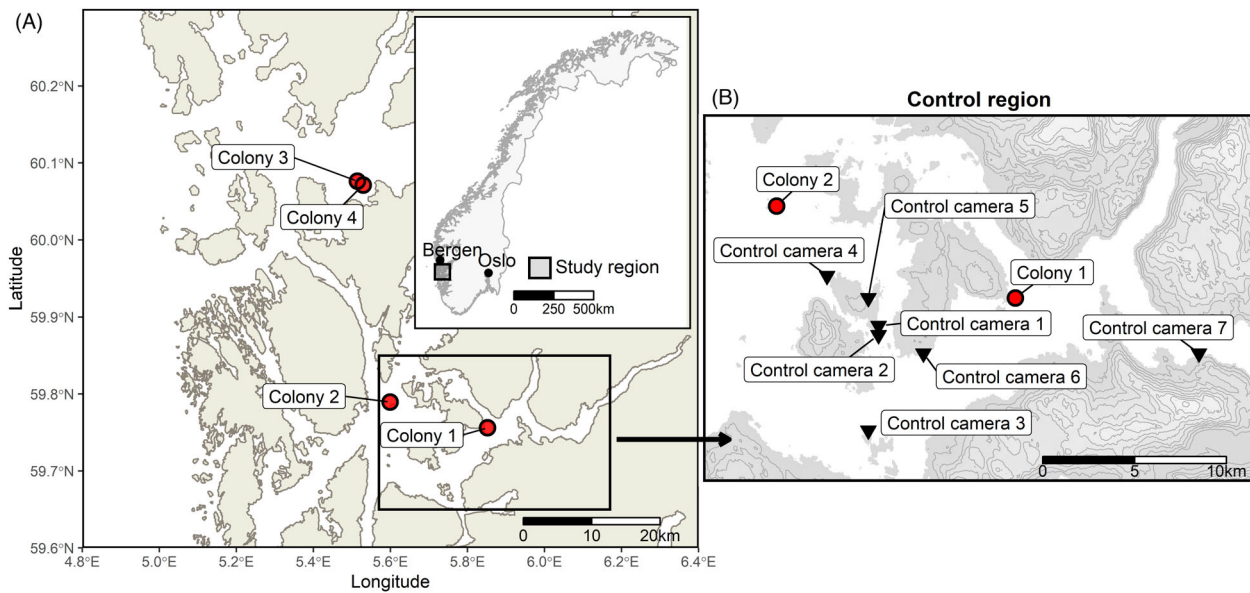 (A)
60.2°N
60.1°N
60.0°N
59.9°N
59.8°N
59.7°N
59.6°N
Latitude
4.8°E 5.0°E 5.2°E 5.4°E 5.6°E 5.8°E 6.0°E 6.2°E 6.4°E
Longitude
Colony 3
Colony 4
Colony 2
Colony 1
0 10 20km
Bergen
Oslo
Study region
0 250 500km
(B)
Control region
Colony 2
Control camera 5
Control camera 4
Colony 1
Control camera 1
Control camera 7
Control camera 2
Control camera 6
Control camera 3
0 5 10km